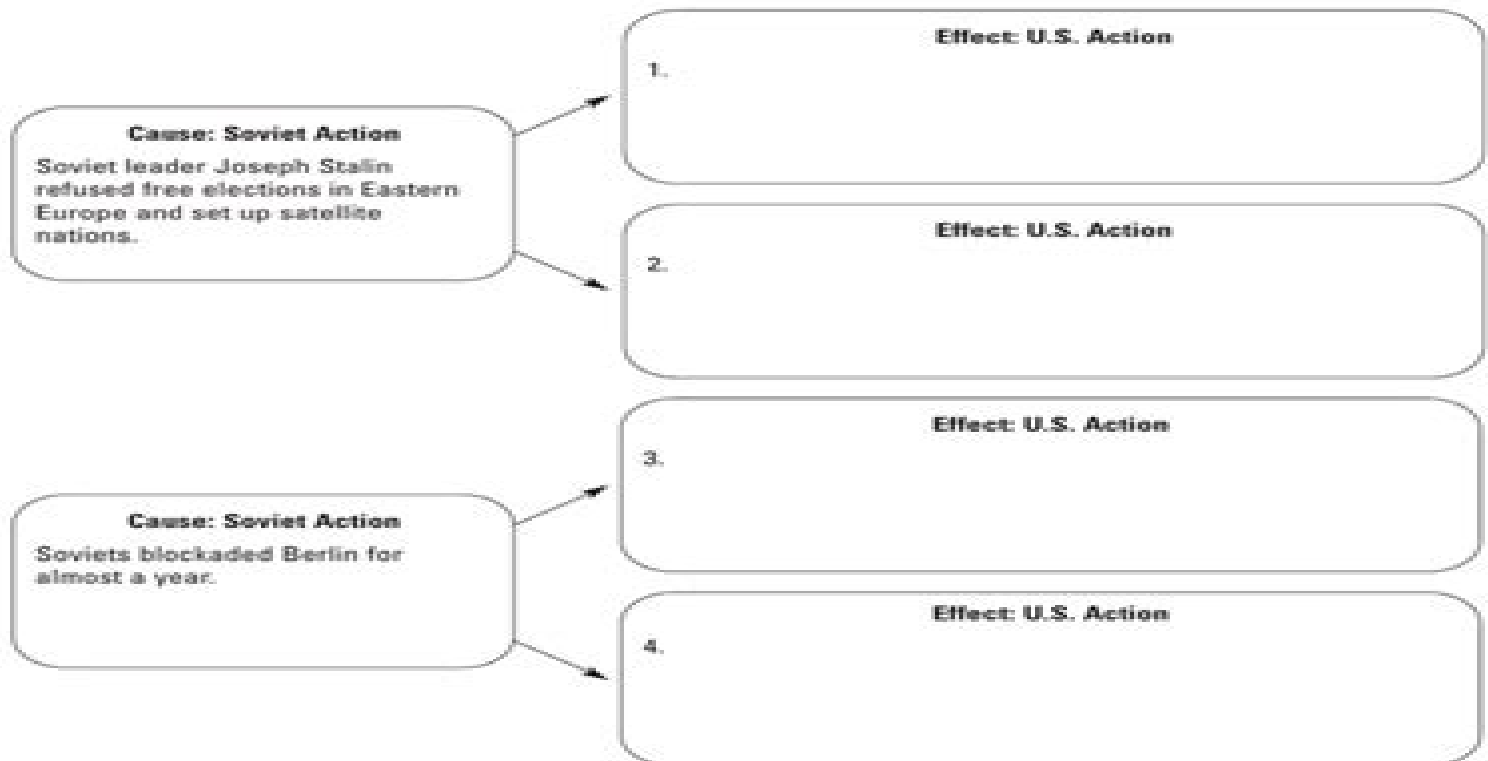 Effect: U.S. Action
1.
Cause: Soviet Action
Soviet leader Joseph Stalin
refused free elections in Eastern
Europe and set up satellite
nations.
Effect: U.S. Action
2.
Effect: U.S. Action
3.
Cause: Soviet Action
Soviets blockaded Berlin for
almost a year.
Effect: U.S. Action
4.